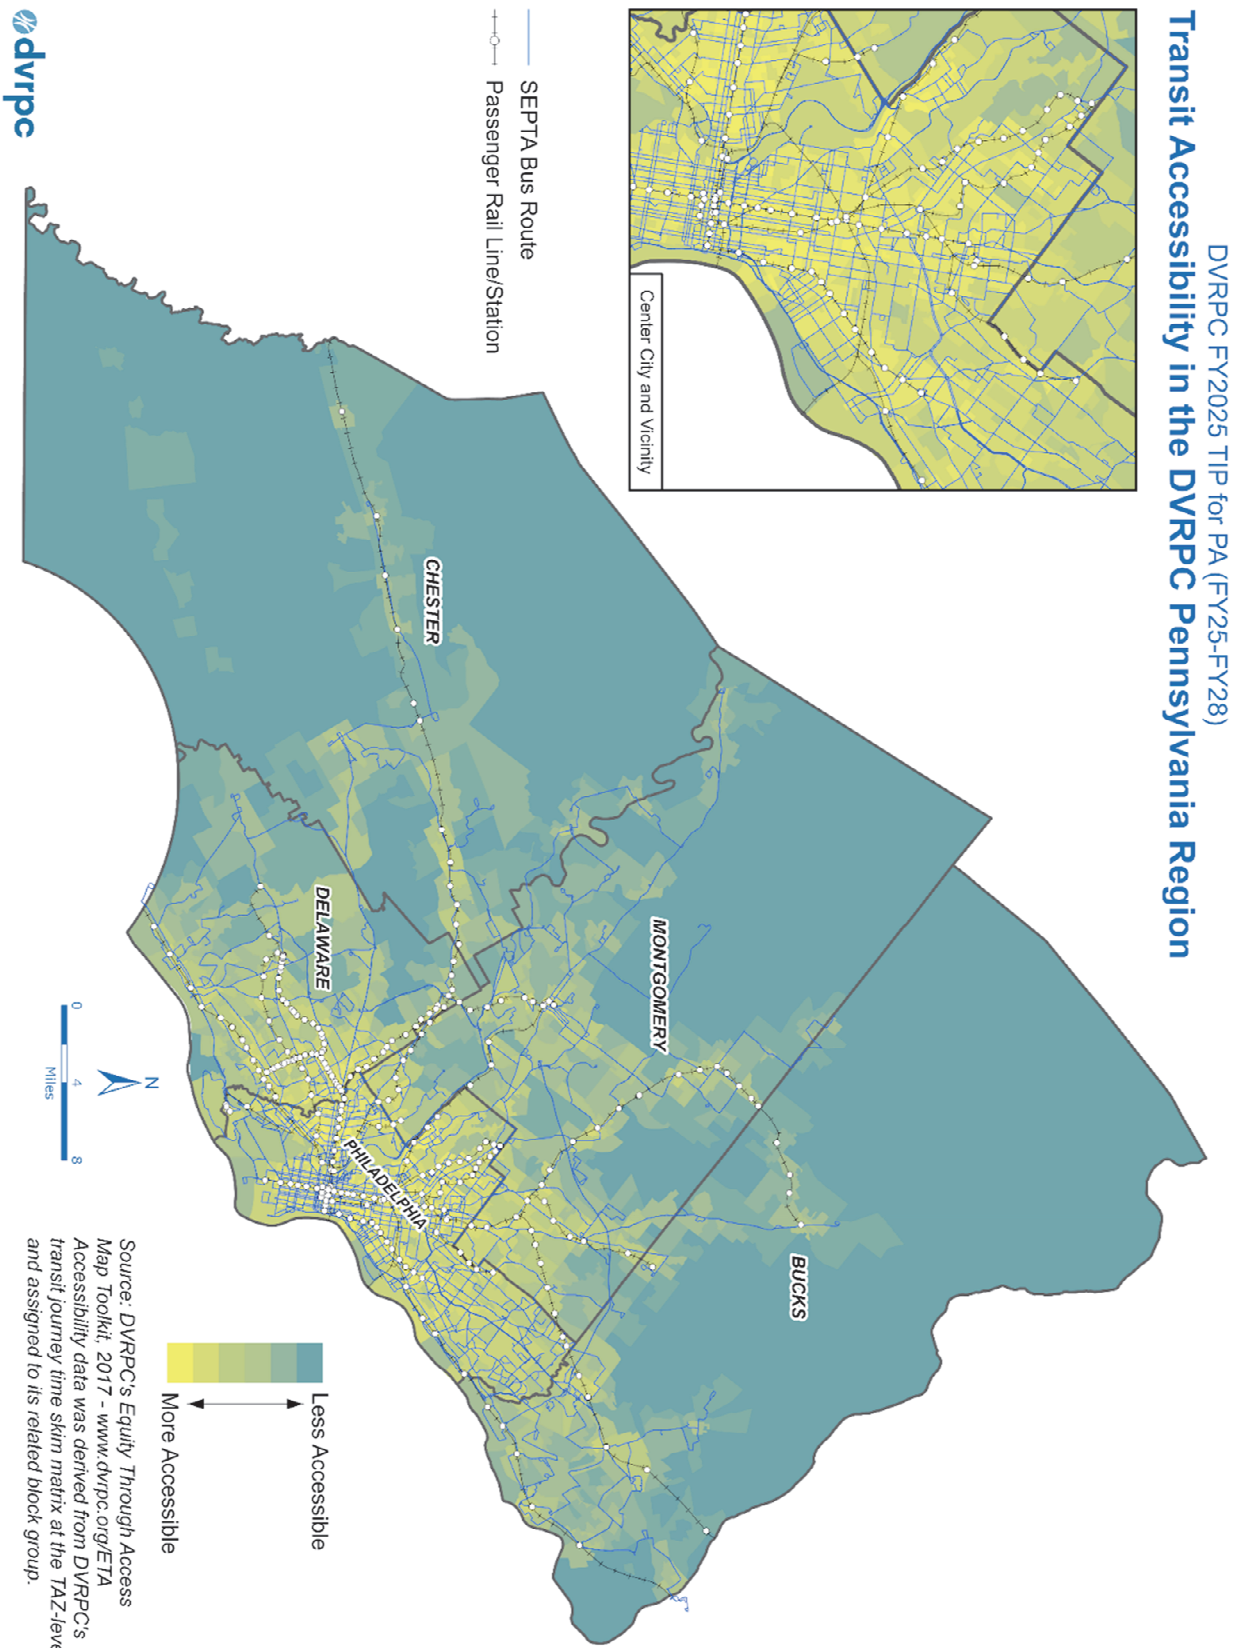 DVRPC FY2025 TIP for PA (FY25-FY28)
Transit Accessibility in the DVRPC Pennsylvania Region
Center City and Vicinity
SEPTA Bus Route
Passenger Rail Line/Station
CHESTER
MONTGOMERY
BUCKS
DELAWARE
PHILADELPHIA
N
0 4 8
Miles
Less Accessible
More Accessible
Source: DVRPC's Equity Through Access
Map Toolkit, 2017 - www.dvrpc.org/ETA
Accessibility data was derived from DVRPC's
transit journey time skim matrix at the TAZ-leve
and assigned to its related block group.
dvrpc